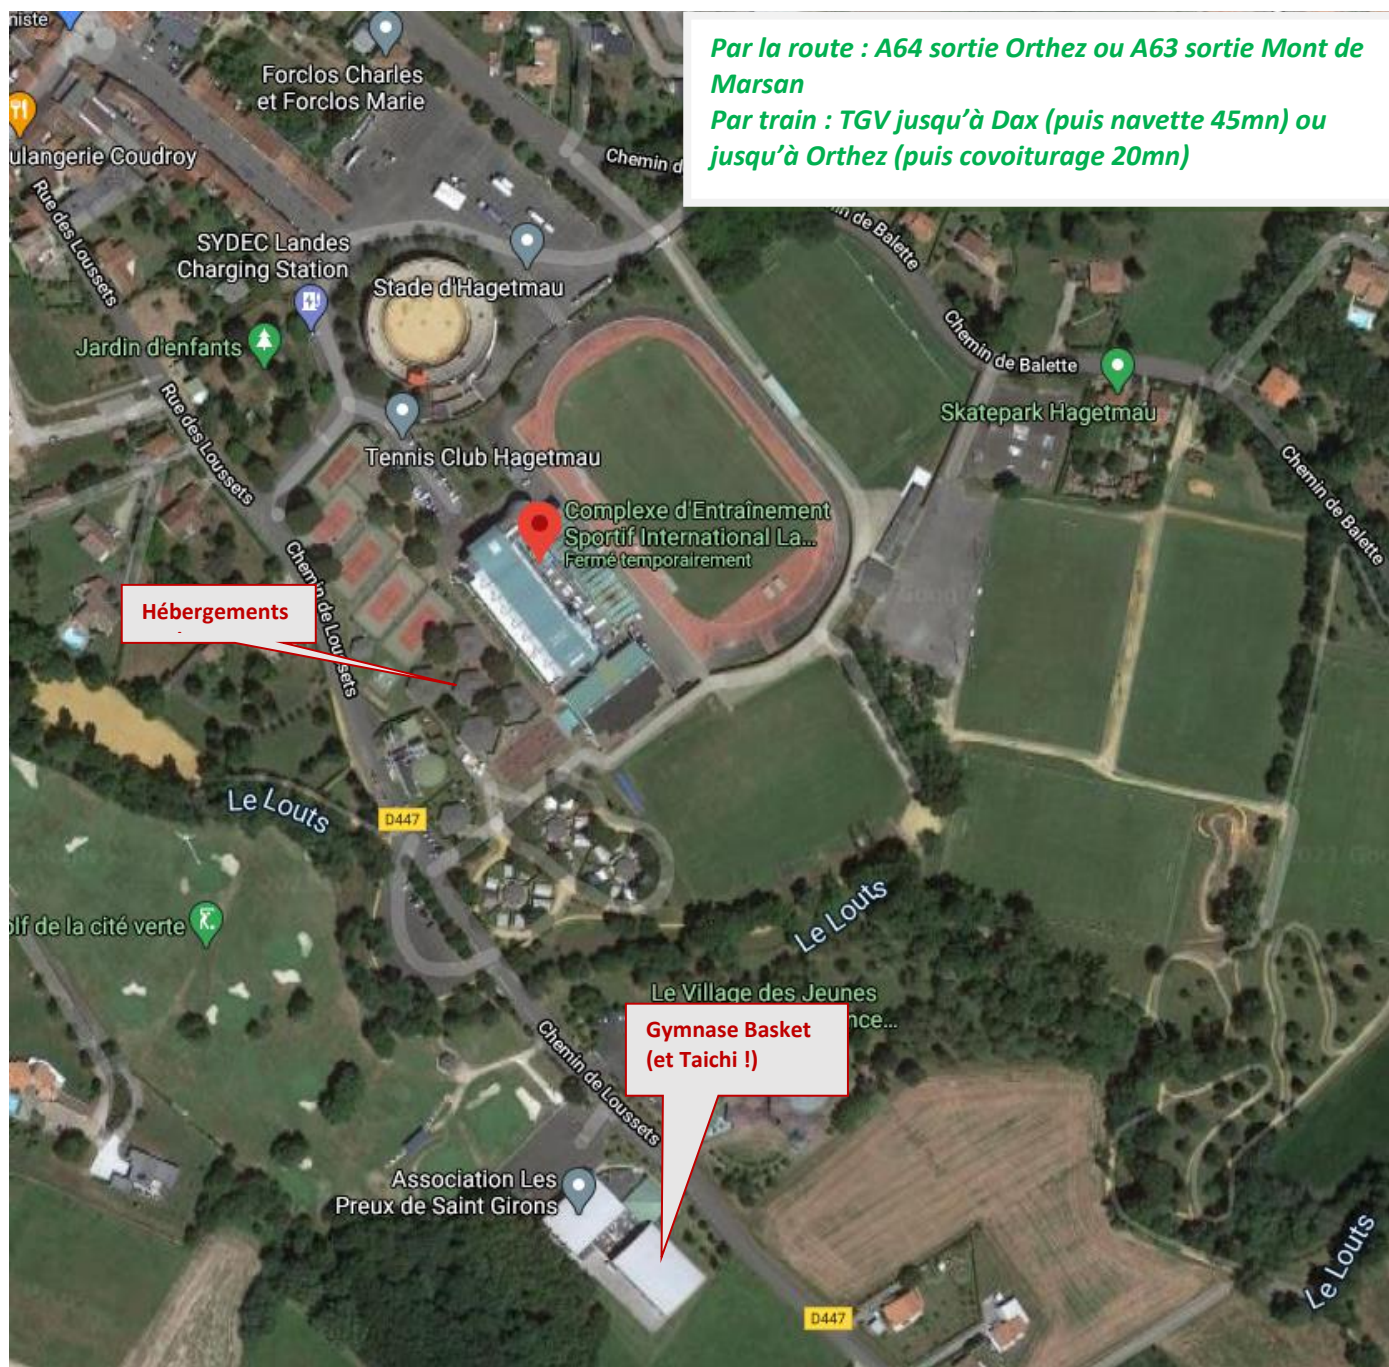 Par la route : A64 sortie Orthez ou A63 sortie Mont de
Marsan
Par train : TGV jusqu’à Dax (puis navette 45mn) ou
jusqu’à Orthez (puis covoiturage 20mn)
Forclos Charles
et Forclos Marie
Coudroy
Chemin
Chemin de Balette
Rue des Loussets
SYDEC Landes
Charging Station
Stade d'Hagetmau
Jardin d'enfants
Chemin de Balette
Skatepark Hagetmau
Rue des Loussets
Tennis Club Hagetmau
Chemin de Balette
Complexe d'Entraînement
Sportif International La...
Fermé temporairement
Chemin de Loussets
Hébergements
Le Louts
D447
de la cité verte
Le Louts
Le Village des Jeunes
Gymnase Basket
(et Taichi !)
Chemin de Loussets
Association Les
Preux de Saint Girons
Le Louts
D447